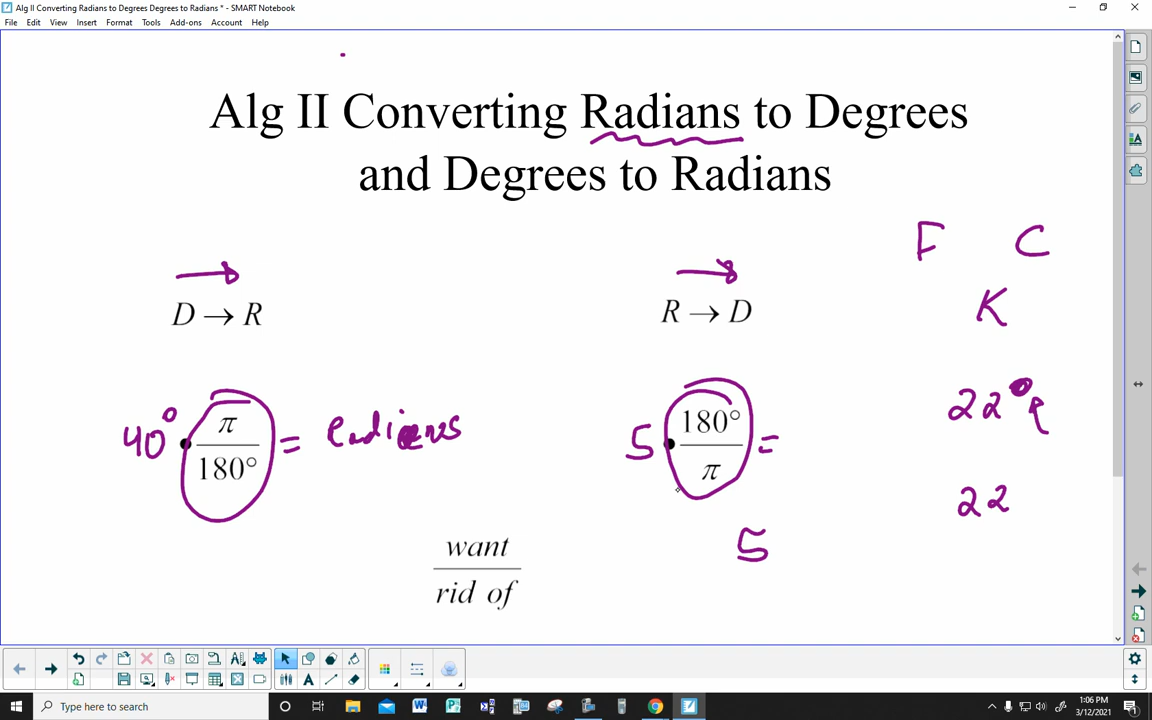 Alg II Converting Radians to Degrees Degrees to Radians * - SMART Notebook
File Edit View Insert Format Tools Add-ons Account Help
Alg II Converting Radians to Degrees
and Degrees to Radians
F C
K
D → R
R → D
40° • π/180° = radians
5 • 180°/π =
22°
22
5
want
rid of
Type here to search
1:06 PM
3/12/2021